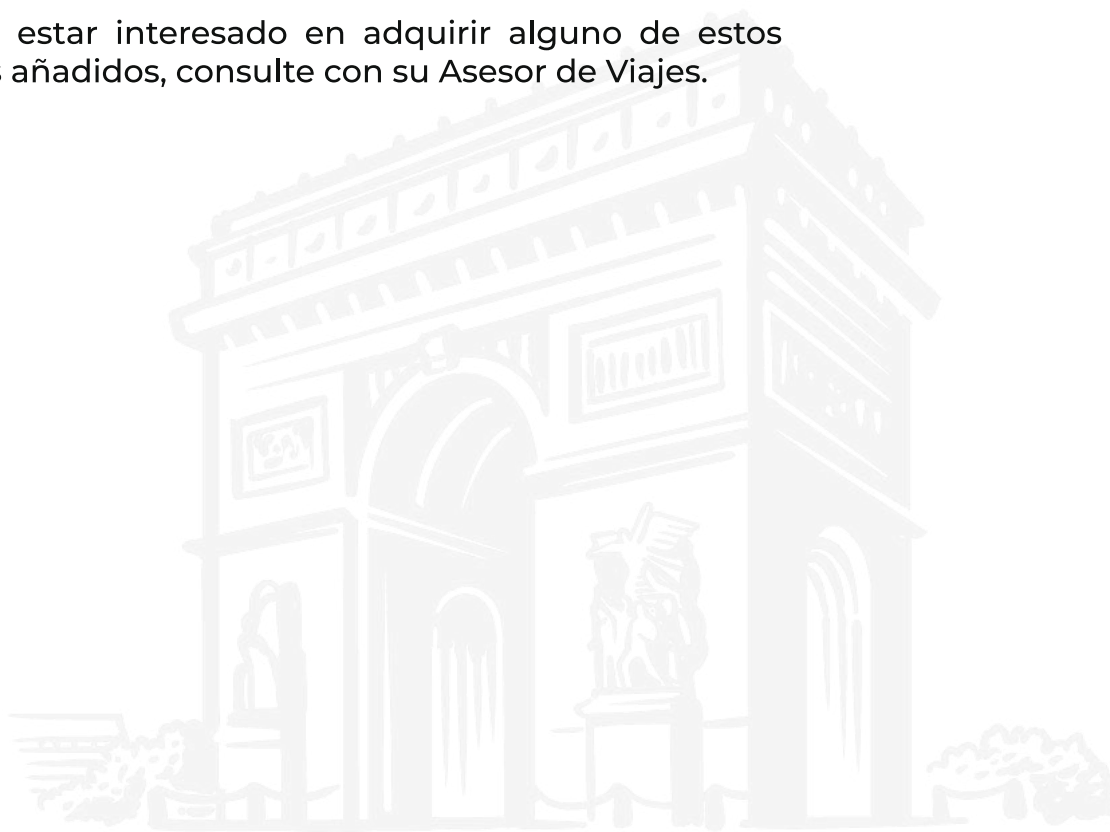 estar interesado en adquirir alguno de estos
añadidos, consulte con su Asesor de Viajes.